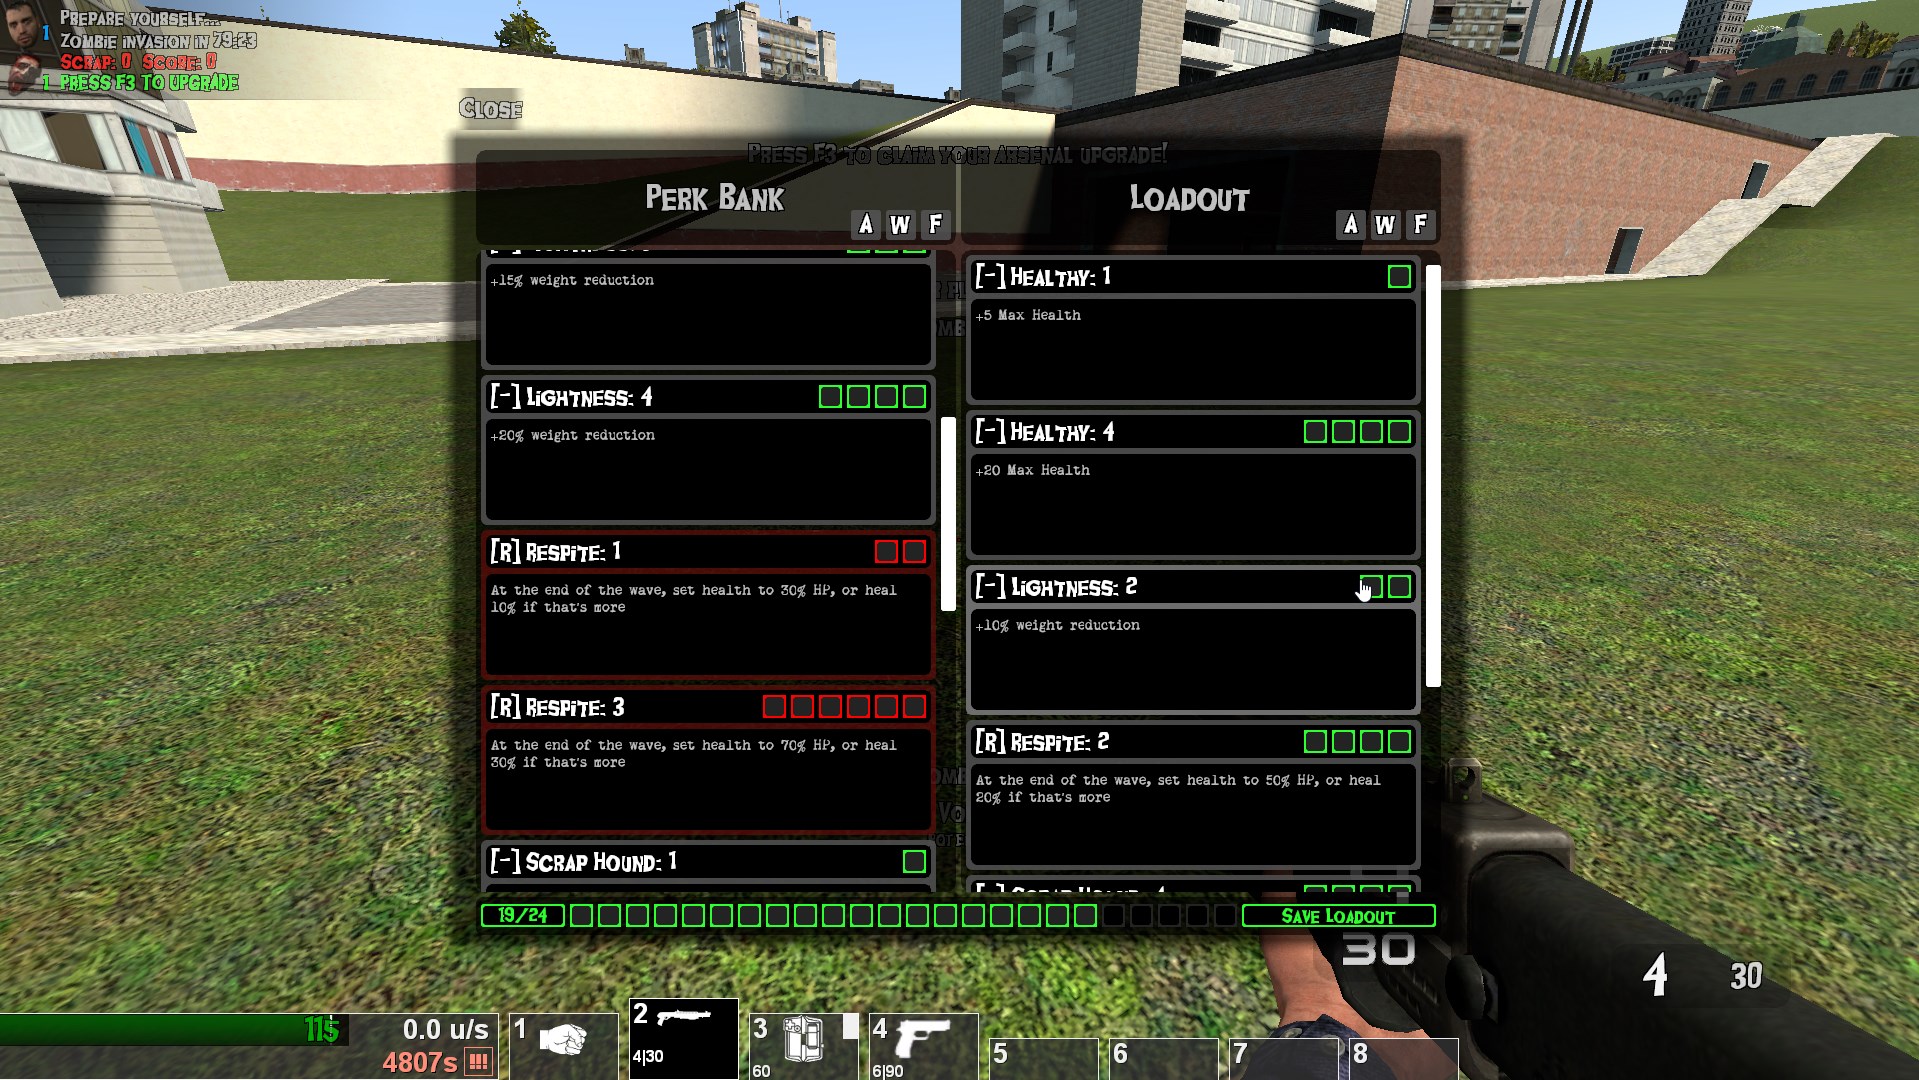 1 Prepare yourself...
Zombie invasion in 79:23
Scrap: 0 Score: 0
1 Press F3 to upgrade
Close
Press F3 to claim your arsenal upgrade!
Perk Bank
A W F
+15% weight reduction
[-] Lightness: 4
+20% weight reduction
[R] Respite: 1
At the end of the wave, set health to 30% HP, or heal
10% if that's more
[R] Respite: 3
At the end of the wave, set health to 70% HP, or heal
30% if that's more
[-] Scrap Hound: 1
Loadout
A W F
[-] Healthy: 1
+5 Max Health
[-] Healthy: 4
+20 Max Health
[-] Lightness: 2
+10% weight reduction
[R] Respite: 2
At the end of the wave, set health to 50% HP, or heal
20% if that's more
[-] Scrap Hound: 4
19/24
Save Loadout
30
4 30
115
0.0 u/s
4807s
1
2
4|30
3
60
4
6|90
5
6
7
8